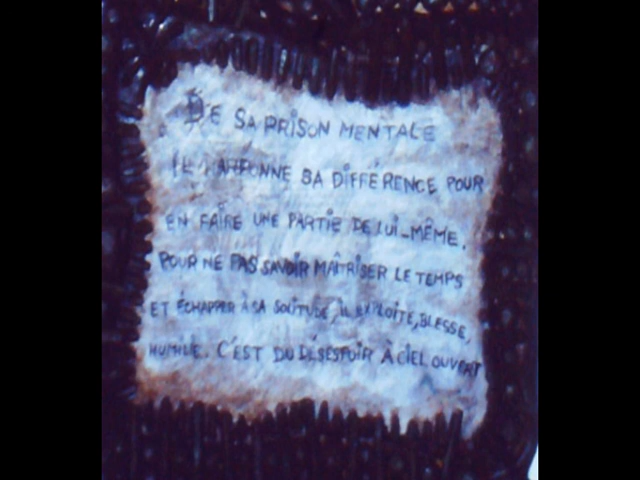 DE SA PRISON MENTALE
IL SA DIFFÉRENCE POUR
EN FAIRE UNE PARTIE DE LUI-MÊME.
POUR NE PAS SAVOIR MAÎTRISER LE TEMPS
ET ÉCHAPPER À SA SOLITUDE, IL EXPLOITE, BLESSE,
HUMILIE. C'EST DU DÉSESPOIR À CIEL OUVERT